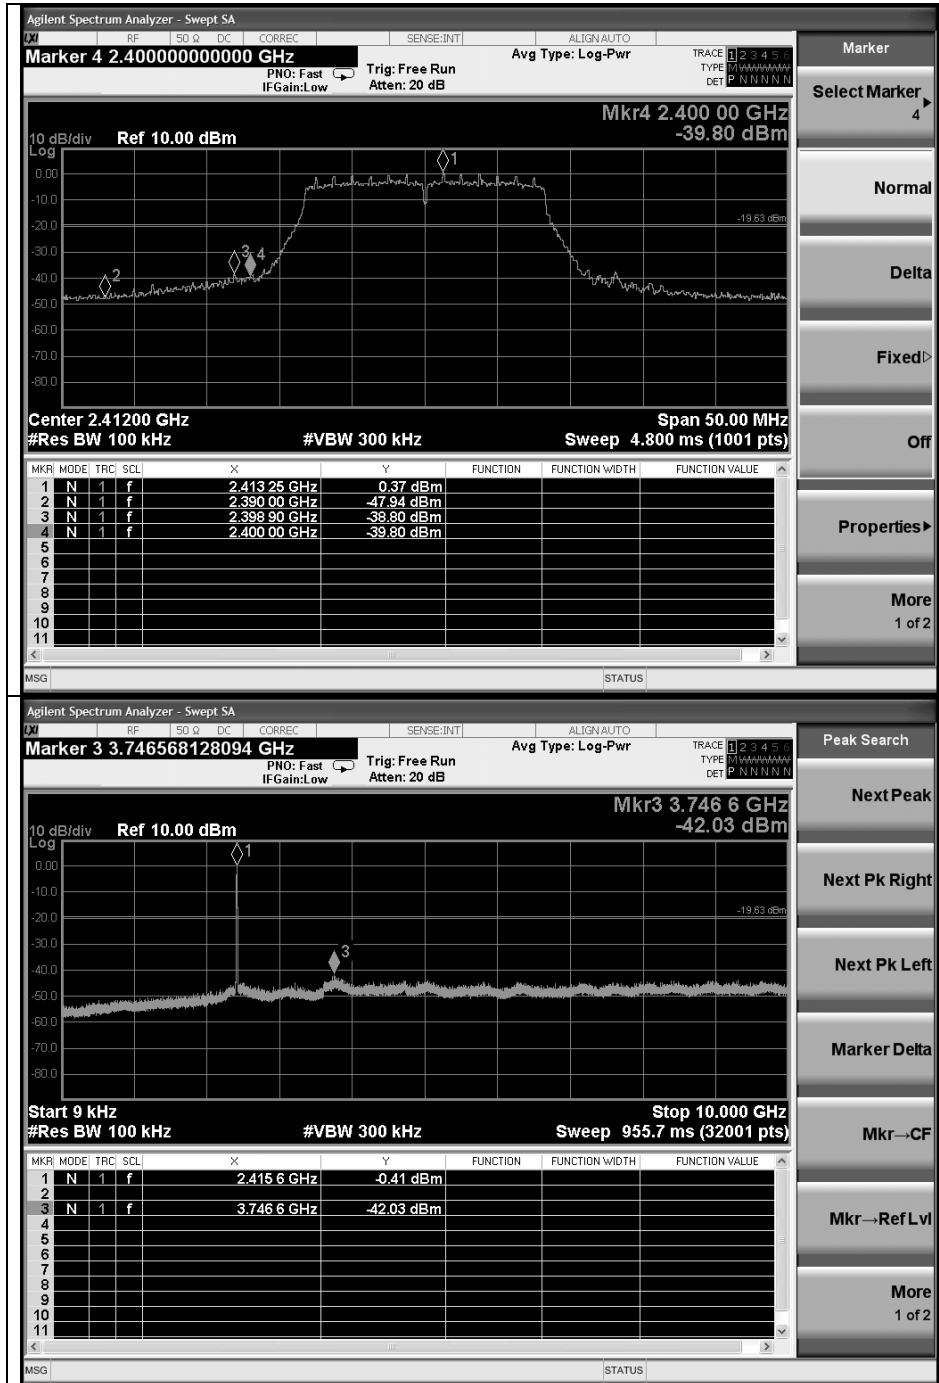 Agilent Spectrum Analyzer - Swept SA
LXI RF 50 Ω DC CORREC SENSE:INT ALIGN AUTO
Marker 4 2.400000000000 GHz
PNO: Fast
IFGain:Low
Trig: Free Run
Atten: 20 dB
Avg Type: Log-Pwr
TRACE 1 2 3 4 5 6
TYPE MWWWWW
DET P N N N N N
Mkr4 2.400 00 GHz
-39.80 dBm
10 dB/div Ref 10.00 dBm
Log
0.00
-10.0
-20.0
-30.0
-40.0
-50.0
-60.0
-70.0
-80.0
1
-19.63 dBm
3 4
2
Center 2.41200 GHz Span 50.00 MHz
#Res BW 100 kHz #VBW 300 kHz Sweep 4.800 ms (1001 pts)
MKR MODE TRC SCL X Y FUNCTION FUNCTION WIDTH FUNCTION VALUE
1 N 1 f 2.413 25 GHz 0.37 dBm
2 N 1 f 2.390 00 GHz -47.94 dBm
3 N 1 f 2.398 90 GHz -38.80 dBm
4 N 1 f 2.400 00 GHz -39.80 dBm
5
6
7
8
9
10
11
MSG STATUS
Marker
Select Marker
4
Normal
Delta
Fixed
Off
Properties
More
1 of 2
Agilent Spectrum Analyzer - Swept SA
LXI RF 50 Ω DC CORREC SENSE:INT ALIGN AUTO
Marker 3 3.746568128094 GHz
PNO: Fast
IFGain:Low
Trig: Free Run
Atten: 20 dB
Avg Type: Log-Pwr
TRACE 1 2 3 4 5 6
TYPE MWWWWW
DET P N N N N N
Mkr3 3.746 6 GHz
-42.03 dBm
10 dB/div Ref 10.00 dBm
Log
0.00
-10.0
-20.0
-30.0
-40.0
-50.0
-60.0
-70.0
-80.0
1
-19.63 dBm
3
Start 9 kHz Stop 10.000 GHz
#Res BW 100 kHz #VBW 300 kHz Sweep 955.7 ms (32001 pts)
MKR MODE TRC SCL X Y FUNCTION FUNCTION WIDTH FUNCTION VALUE
1 N 1 f 2.415 6 GHz -0.41 dBm
2
3 N 1 f 3.746 6 GHz -42.03 dBm
4
5
6
7
8
9
10
11
MSG STATUS
Peak Search
Next Peak
Next Pk Right
Next Pk Left
Marker Delta
Mkr→CF
Mkr→Ref Lvl
More
1 of 2